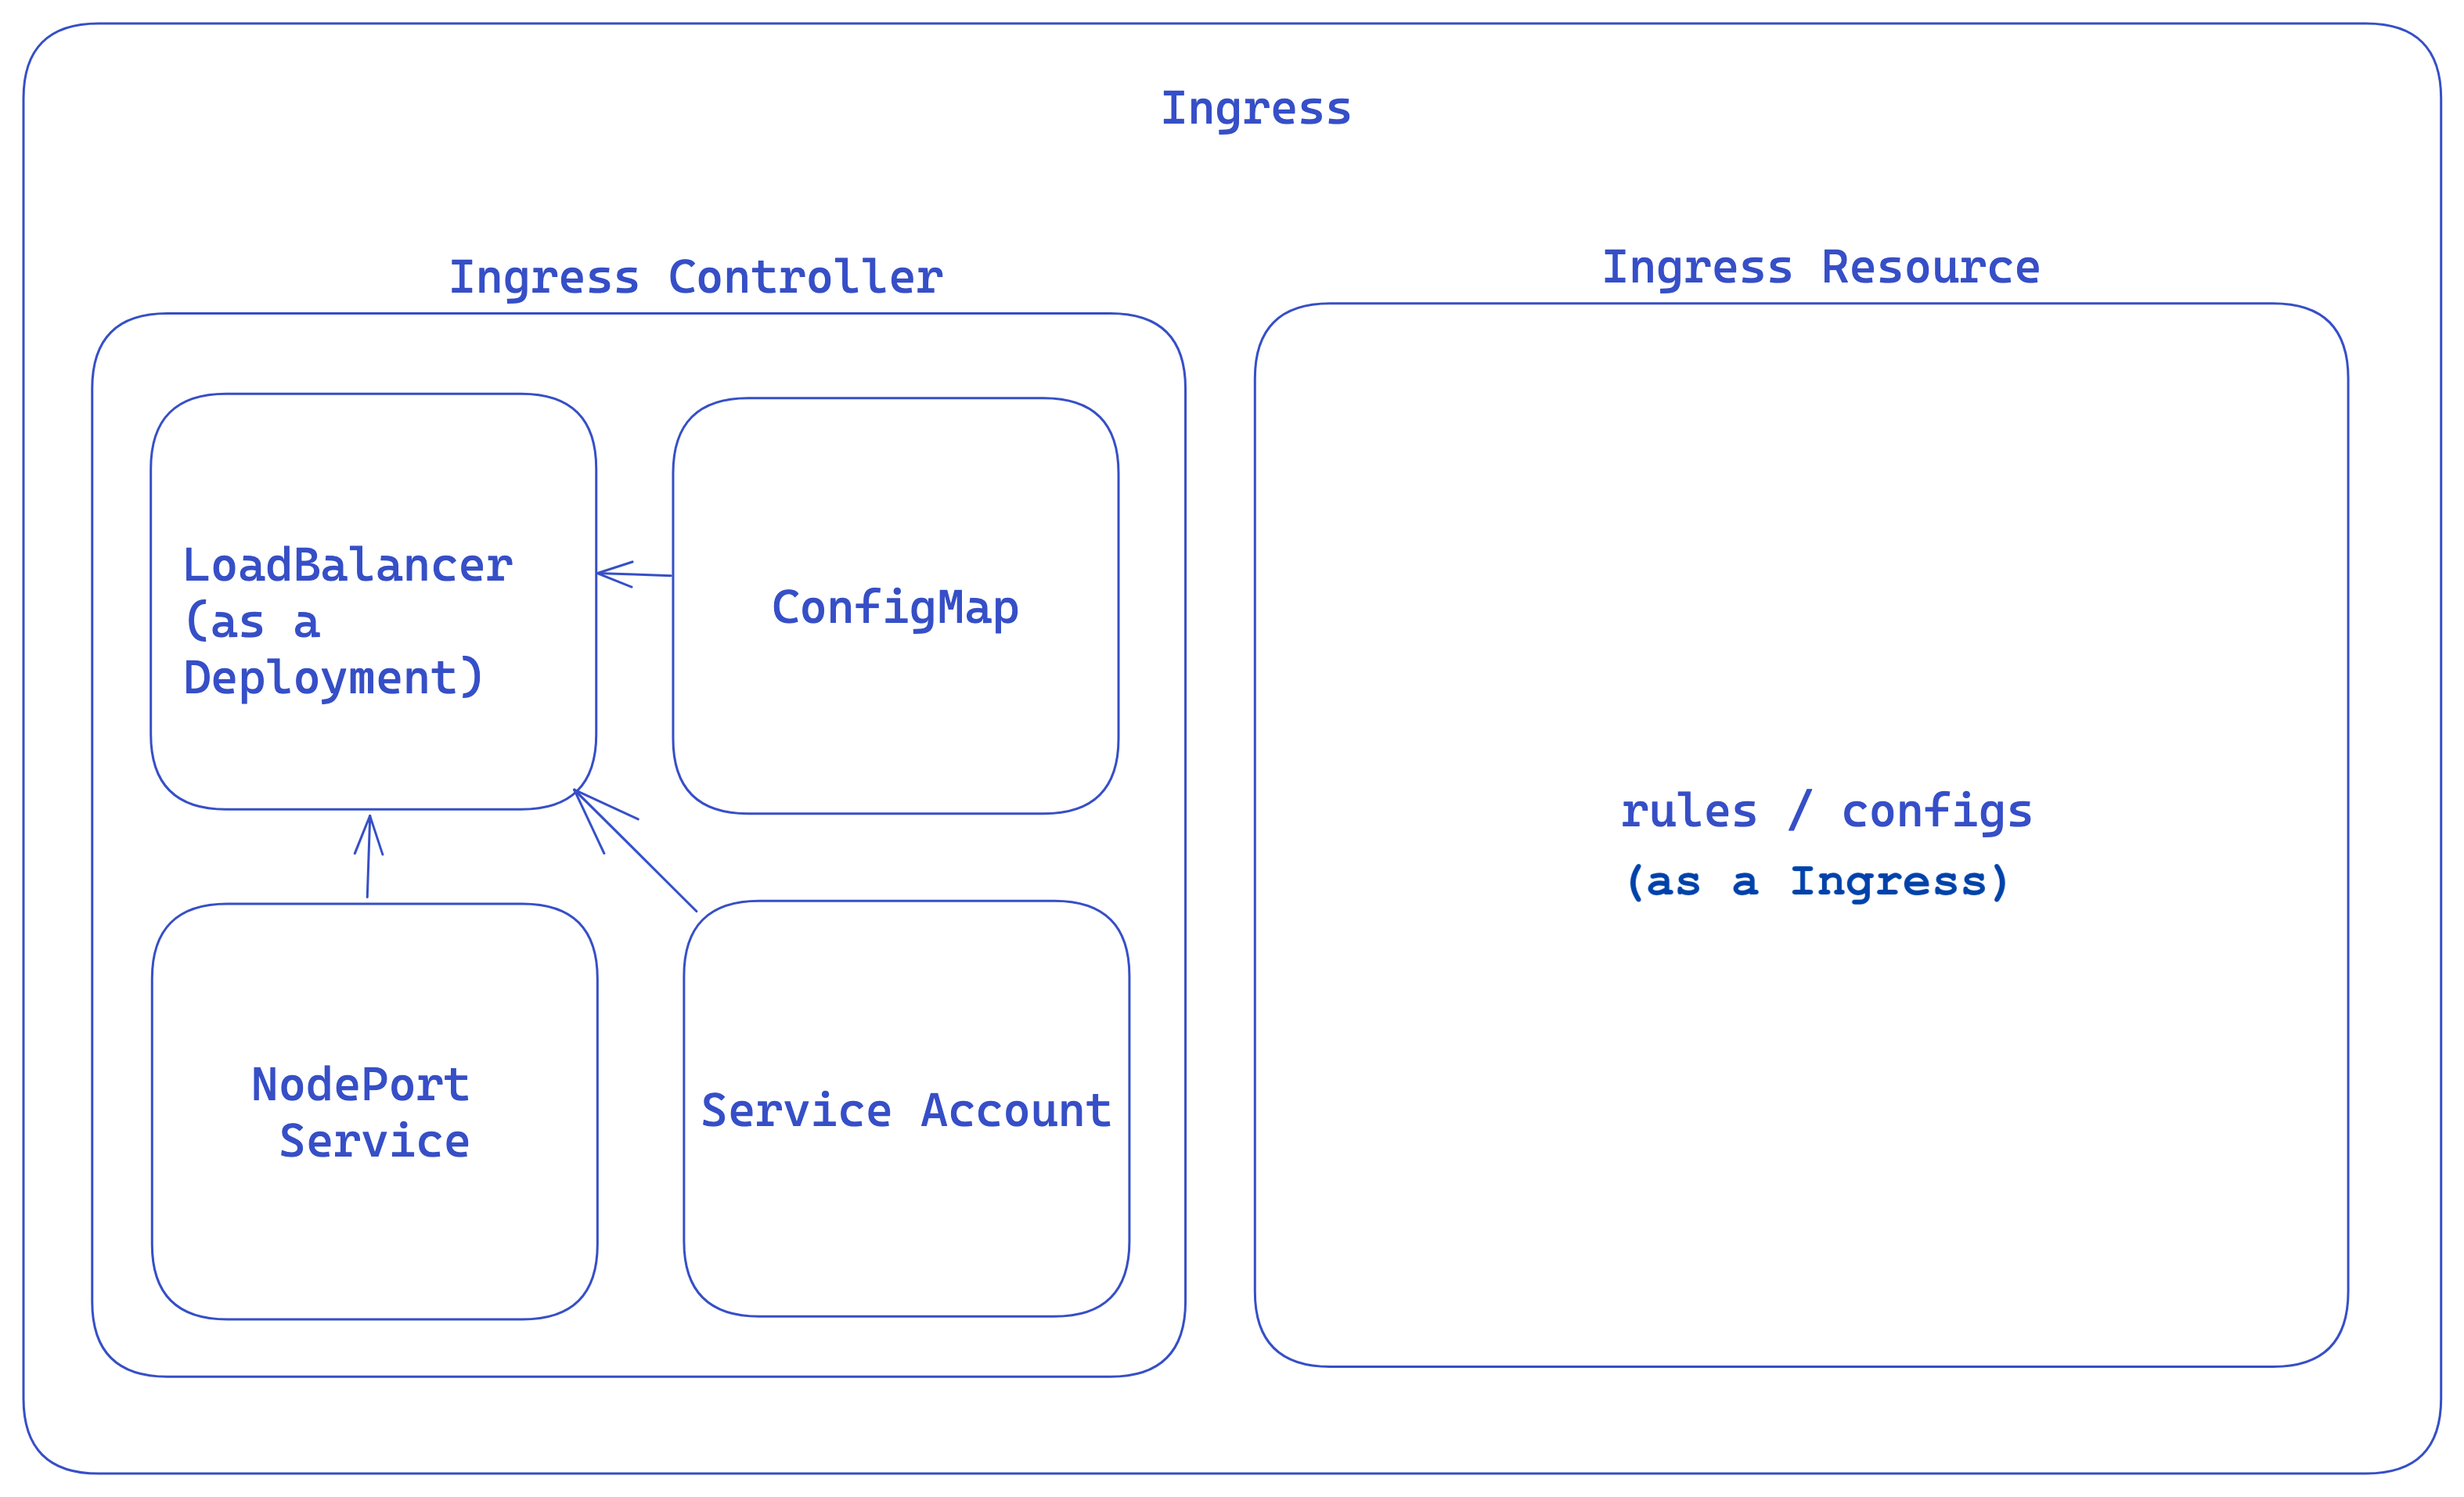 Ingress
Ingress Controller
Ingress Resource
LoadBalancer
(as a
Deployment)
ConfigMap
NodePort
Service
Service Account
rules / configs
(as a Ingress)